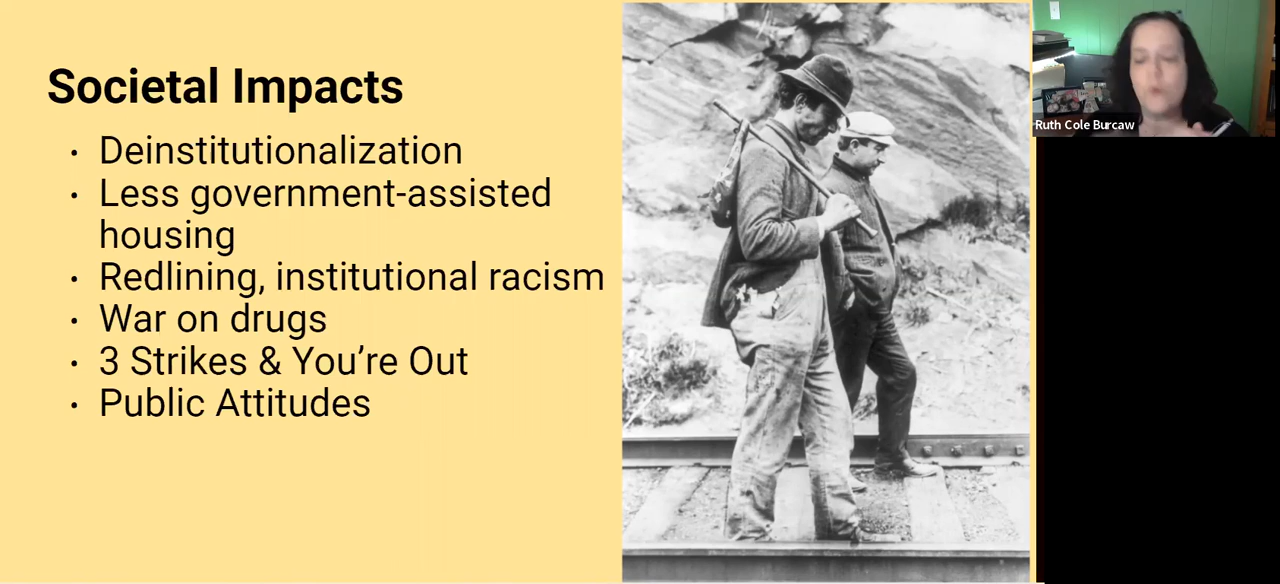 Societal Impacts
· Deinstitutionalization
· Less government-assisted
housing
· Redlining, institutional racism
· War on drugs
· 3 Strikes & You’re Out
· Public Attitudes
Ruth Cole Burcaw